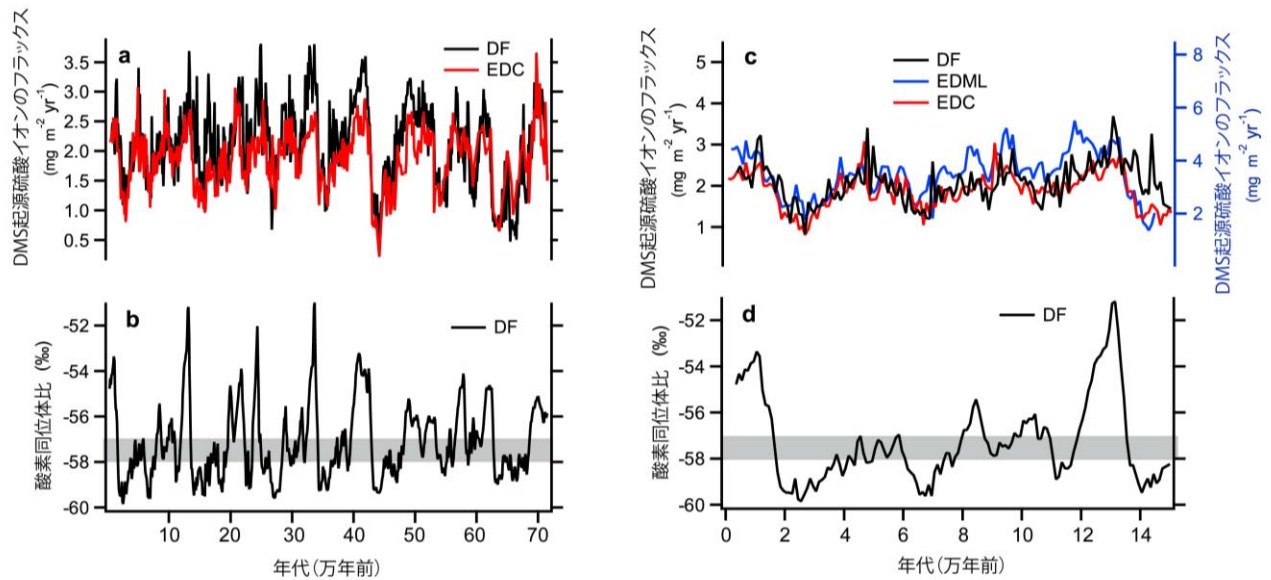 a
DF
EDC
DMS起源硫酸イオンのフラックス
(mg m⁻² yr⁻¹)
3.5
3.0
2.5
2.0
1.5
1.0
0.5
b
DF
酸素同位体比 (‰)
-52
-54
-56
-58
-60
10
20
30
40
50
60
70
年代(万年前)
c
DF
EDML
EDC
DMS起源硫酸イオンのフラックス
(mg m⁻² yr⁻¹)
5
4
3
2
1
8
6
4
2
DMS起源硫酸イオンのフラックス
(mg m⁻² yr⁻¹)
d
DF
酸素同位体比 (‰)
-52
-54
-56
-58
-60
0
2
4
6
8
10
12
14
年代(万年前)